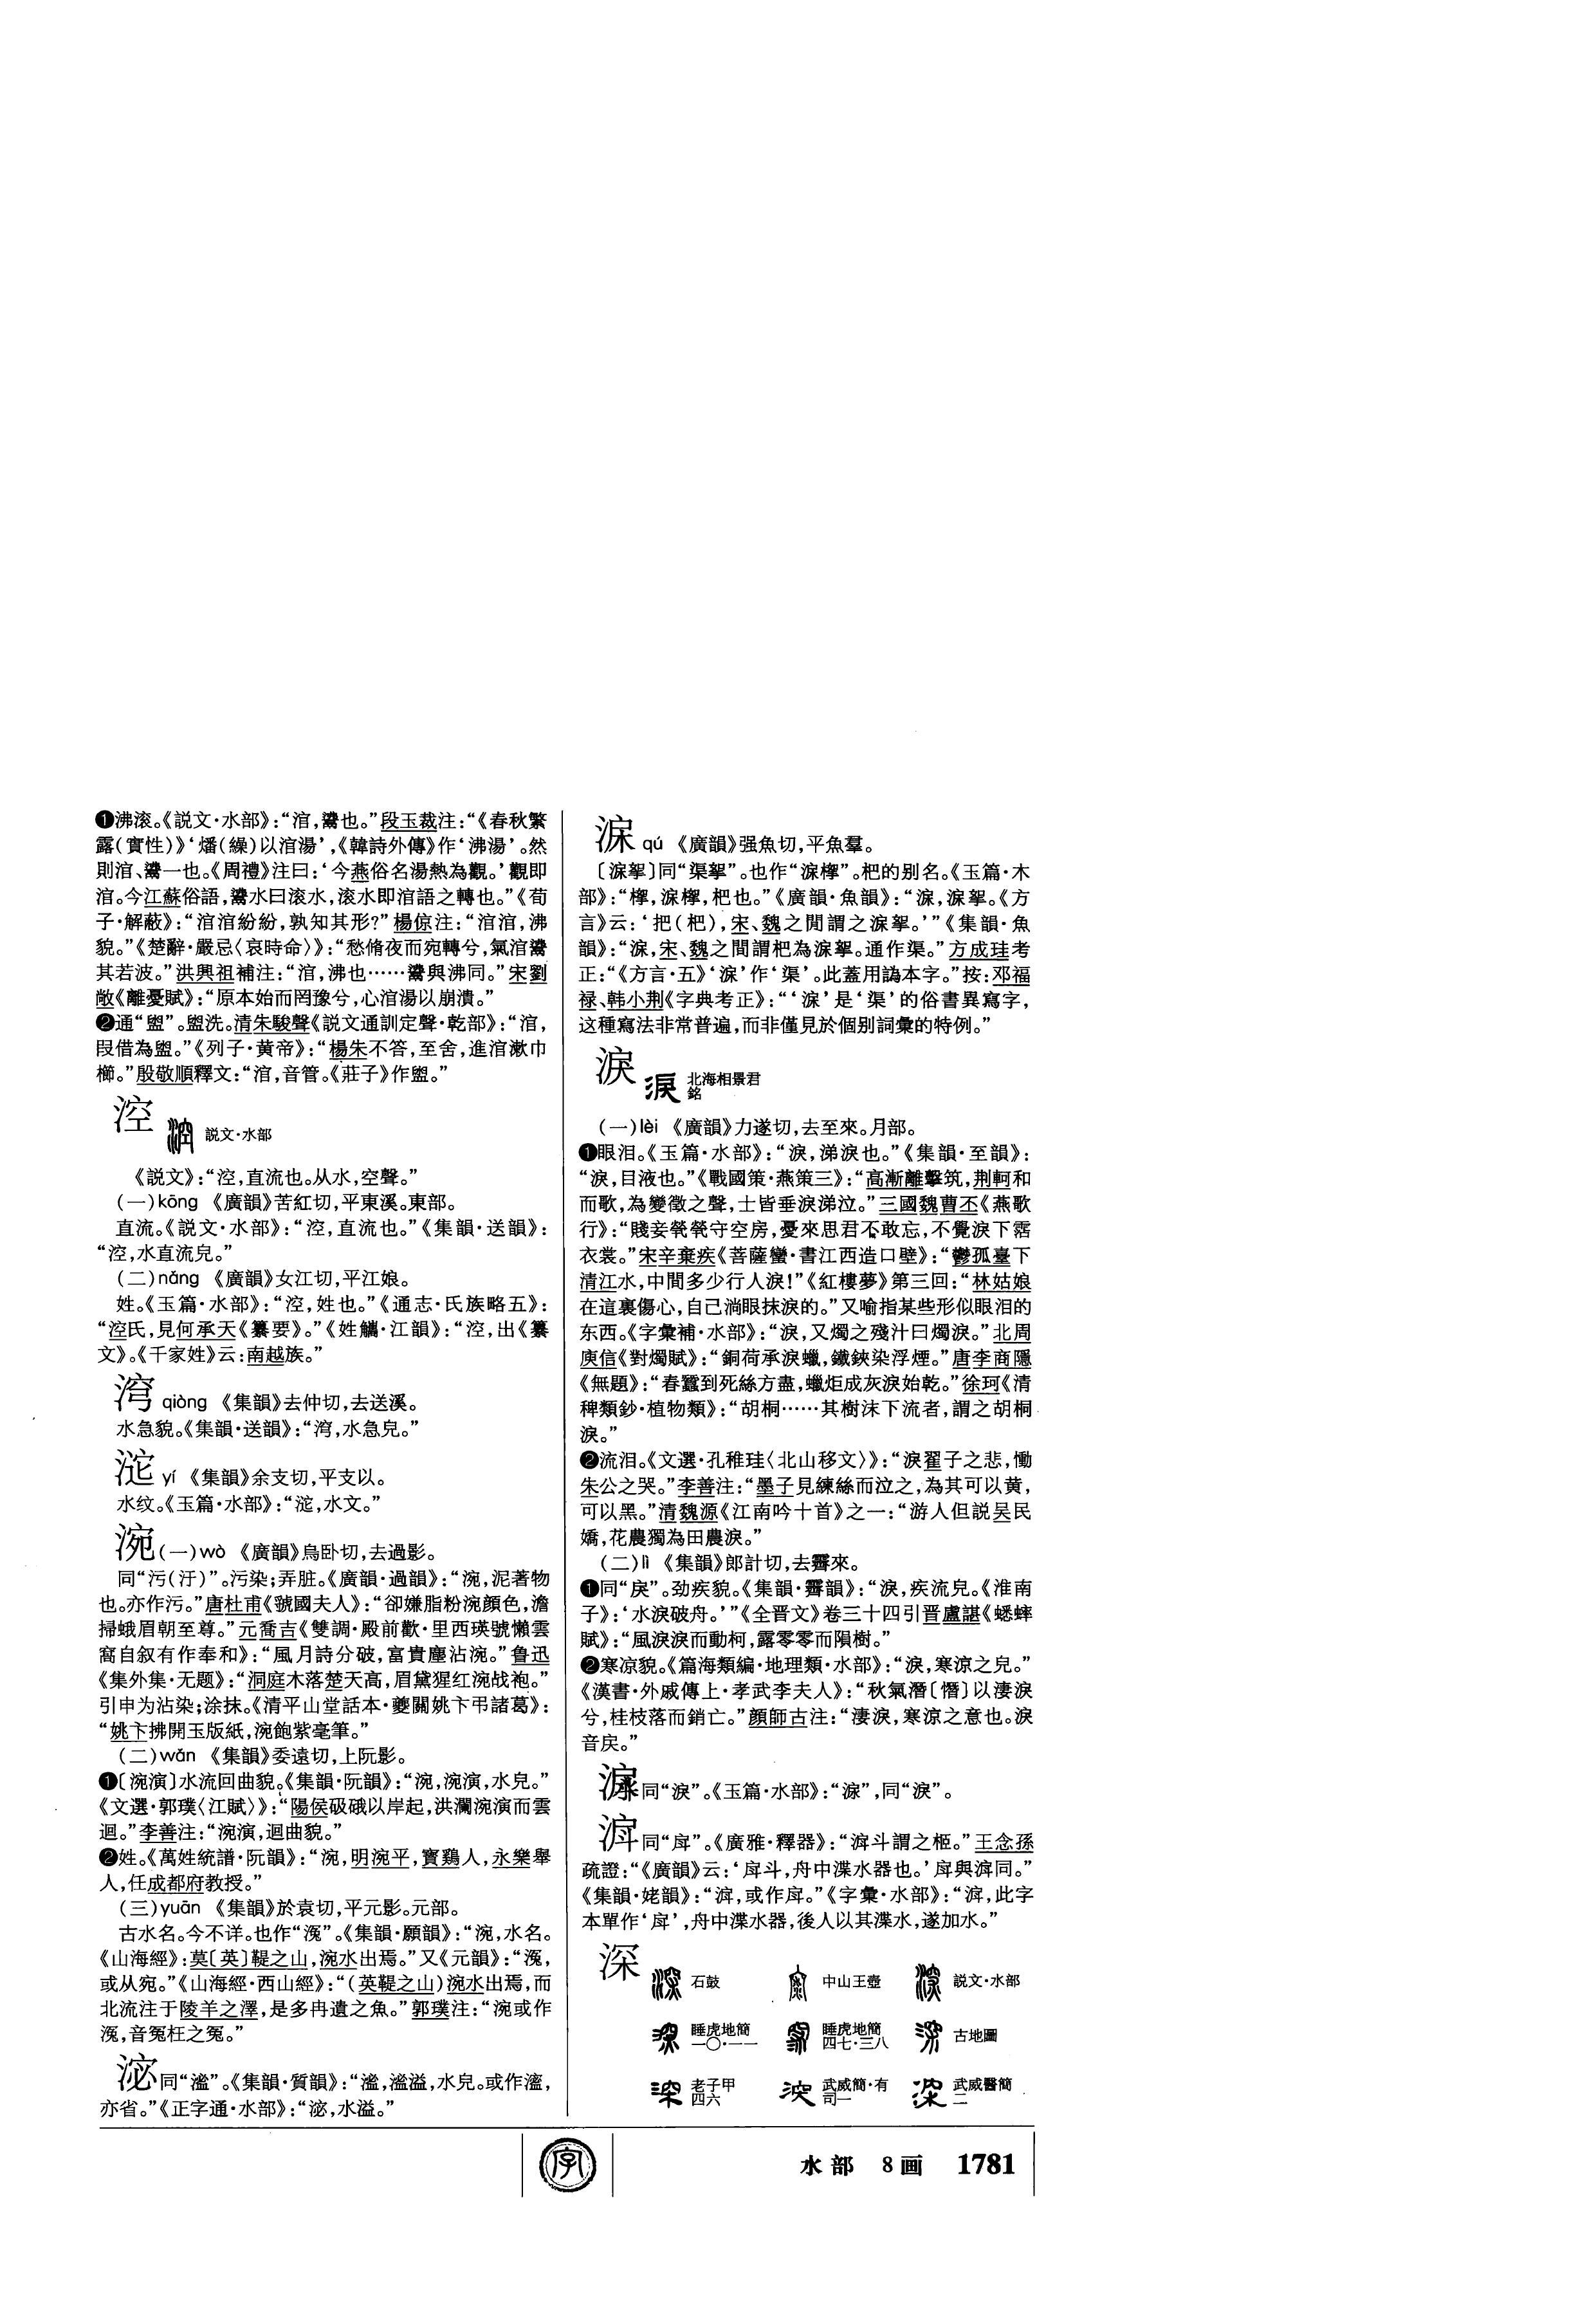 ❶沸滚。《説文·水部》：“涫，灊也。”段玉裁注：“《春秋繁
露(實性)》‘燔(繰)以涫湯’，《韓詩外傳》作‘沸湯’。然
《周禮》注曰：‘今燕俗名湯熱為觀。’觀即
涫。今江蘇俗語，水曰滚水，滚水即涫語之轉也。”《荀
子·解蔽》：“涫涫紛紛，孰知其形？”楊倞注：“涫涫，沸
貌。”《楚辭·嚴忌〈哀時命〉》：“愁脩夜而宛轉兮，氣涫
其若波。”洪興祖補注：“涫，沸也……與沸同。”宋劉
敞《離憂賦》：“原本始而罔豫兮，心涫湯以崩潰。”
❷通“盥”。盥洗。清朱駿聲《説文通訓定聲·乾部》：“涫，
叚借為盥。”《列子·黄帝》：“楊朱不答，至舍，進涫漱巾
櫛。”殷敬順釋文：“涫，音管。《莊子》作盥。”
涳 説文·水部
《説文》：“涳，直流也。从水，空聲。”
(一)kōng 《廣韻》苦紅切，平東溪。東部。
直流。《説文·水部》：“涳，直流也。”《集韻·送韻》：
“涳，水直流皃。”
(二)náng 《廣韻》女江切，平江娘。
姓。《玉篇·水部》：“涳，姓也。”《通志·氏族略五》：
“涳氏，見何承天《纂要》。”《姓觿·江韻》：“涳，出《纂
文》。《千家姓》云：南越族。”
qiòng 《集韻》去仲切，去送溪。
水急貌。《集韻·送韻》：“，水急皃。”
yí 《集韻》余支切，平支以。
水纹。《玉篇·水部》：“，水文。”
涴(一)wò 《廣韻》烏卧切，去過影。
同“污(汙)”。污染；弄脏。《廣韻·過韻》：“涴，泥著物
也。亦作污。”唐杜甫《虢國夫人》：“卻嫌脂粉涴顔色，澹
掃蛾眉朝至尊。”元喬吉《雙調·殿前歡·里西瑛號懶雲
窩自叙有作奉和》：“風月詩分破，富貴塵沾涴。”鲁迅
《集外集·无题》：“洞庭木落楚天高，眉黛猩红涴战袍。”
引申为沾染；涂抹。《清平山堂話本·夔關姚卞弔諸葛》：
“姚卞拂開玉版紙，涴飽紫毫筆。”
(二)wǎn 《集韻》委遠切，上阮影。
❶〔涴演〕水流回曲貌。《集韻·阮韻》：“涴，涴演，水皃。”
《文選·郭璞〈江賦〉》：“陽侯砐硪以岸起，洪瀾涴演而雲
迴。”李善注：“涴演，迴曲貌。”
❷姓。《萬姓統譜·阮韻》：“涴，明涴平，寳鷄人，永樂舉
人，任成都府教授。”
(三)yuān 《集韻》於袁切，平元影。元部。
古水名。今不详。也作“㴳”。《集韻·願韻》：“涴，水名。
《山海經》：莫〔英〕鞮之山，涴水出焉。”又《元韻》：“，
或从宛。”《山海經·西山經》：“(英鞮之山)涴水出焉，而
北流注于陵羊之澤，是多冉遺之魚。”郭璞注：“涴或作
，音冤枉之冤。”
㳴同“㴵”。《集韻·質韻》：“㴵，㴵溢，水皃。或作滵，
亦省。”《正字通·水部》：“㳴，水溢。”
淭 qú 《廣韻》强魚切，平魚羣。
〔淭挐〕同“渠挐”。也作“淭㮀”。杷的别名。《玉篇·木
部》：“㮀，淭㮀，杷也。”《廣韻·魚韻》：“淭，淭挐。《方
言》云：‘把(杷)，宋、魏之閒謂之淭挐。’”《集韻·魚
韻》：“淭，宋、魏之間謂杷為淭挐。通作渠。”方成珪考
正：“《方言·五》‘淭’作‘渠’。此蓋用譌本字。”按：邓福
禄、韩小荆《字典考正》：“‘淭’是‘渠’的俗書異寫字，
这種寫法非常普遍，而非僅見於個别詞彙的特例。”
淚 北海相景君
銘
(一)lèi 《廣韻》力遂切，去至來。月部。
❶眼泪。《玉篇·水部》：“淚，涕淚也。”《集韻·至韻》：
“淚，目液也。”《戰國策·燕策三》：“高漸離擊筑，荆軻和
而歌，為變徵之聲，士皆垂淚涕泣。”三國魏曹丕《燕歌
行》：“賤妾煢煢守空房，憂來思君不敢忘，不覺淚下霑
衣裳。”宋辛棄疾《菩薩蠻·書江西造口壁》：“鬱孤臺下
清江水，中間多少行人淚！”《紅樓夢》第三回：“林姑娘
在這裏傷心，自己淌眼抹淚的。”又喻指某些形似眼泪的
东西。《字彙補·水部》：“淚，又燭之殘汁曰燭淚。”北周
庾信《對燭賦》：“銅荷承淚蠟，鐵鋏染浮煙。”唐李商隱
《無題》：“春蠶到死絲方盡，蠟炬成灰淚始乾。”徐珂《清
稗類鈔·植物類》：“胡桐……其樹沫下流者，謂之胡桐
淚。”
❷流泪。《文選·孔稚珪〈北山移文〉》：“淚翟子之悲，慟
朱公之哭。”李善注：“墨子見練絲而泣之，為其可以黄，
可以黑。”清魏源《江南吟十首》之一：“游人但説吴民
嬌，花農獨為田農淚。”
(二)lì 《集韻》郎計切，去霽來。
❶同“戾”。劲疾貌。《集韻·霽韻》：“淚，疾流皃。《淮南
子》：‘水淚破舟。’”《全晋文》卷三十四引晋盧諶《蟋蟀
賦》：“風淚淚而動柯，露零零而隕樹。”
❷寒凉貌。《篇海類編·地理類·水部》：“淚，寒涼之皃。”
《漢書·外戚傳上·孝武李夫人》：“秋氣潛〔憯〕以淒淚
兮，桂枝落而銷亡。”顔師古注：“淒淚，寒涼之意也。淚
音戾。”
同“淚”。《玉篇·水部》：“”，同“淚”。
㳶同“戽”。《廣雅·釋器》：“㳶斗謂之㭱。”王念孫
疏證：“《廣韻》云：‘戽斗，舟中渫水器也。’戽與㳶同。”
《集韻·姥韻》：“㳶，或作戽。”《字彙·水部》：“㳶，此字
本單作‘戽’，舟中渫水器，後人以其渫水，遂加水。”
深 石鼓 中山王壺 説文·水部
睡虎地簡
一〇·一一 睡虎地簡
四七·三八 古地圖
老子甲
四六 武威簡·有
司一 武威醫簡
二
字
水部 8画 1781